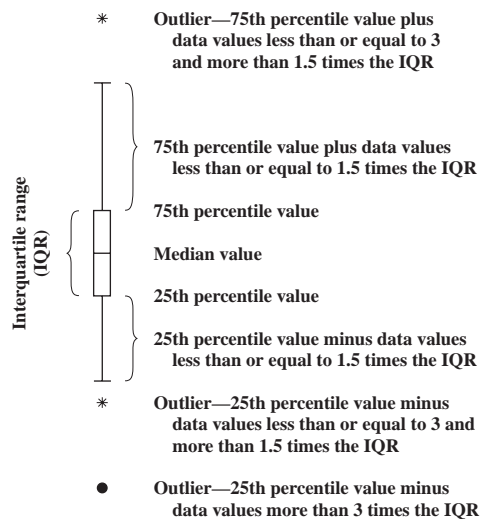 Outlier—75th percentile value plus
data values less than or equal to 3
and more than 1.5 times the IQR
75th percentile value plus data values
less than or equal to 1.5 times the IQR
75th percentile value
Interquartile range
(IQR)
Median value
25th percentile value
25th percentile value minus data values
less than or equal to 1.5 times the IQR
Outlier—25th percentile value minus
data values less than or equal to 3 and
more than 1.5 times the IQR
Outlier—25th percentile value minus
data values more than 3 times the IQR